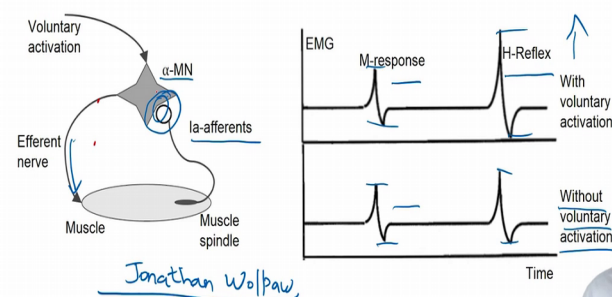 Voluntary
activation
α-MN
Ia-afferents
Efferent
nerve
Muscle
Muscle
spindle
EMG
M-response
H-Reflex
With
voluntary
activation
Without
voluntary
activation
Time
Jonathan Wolpaw